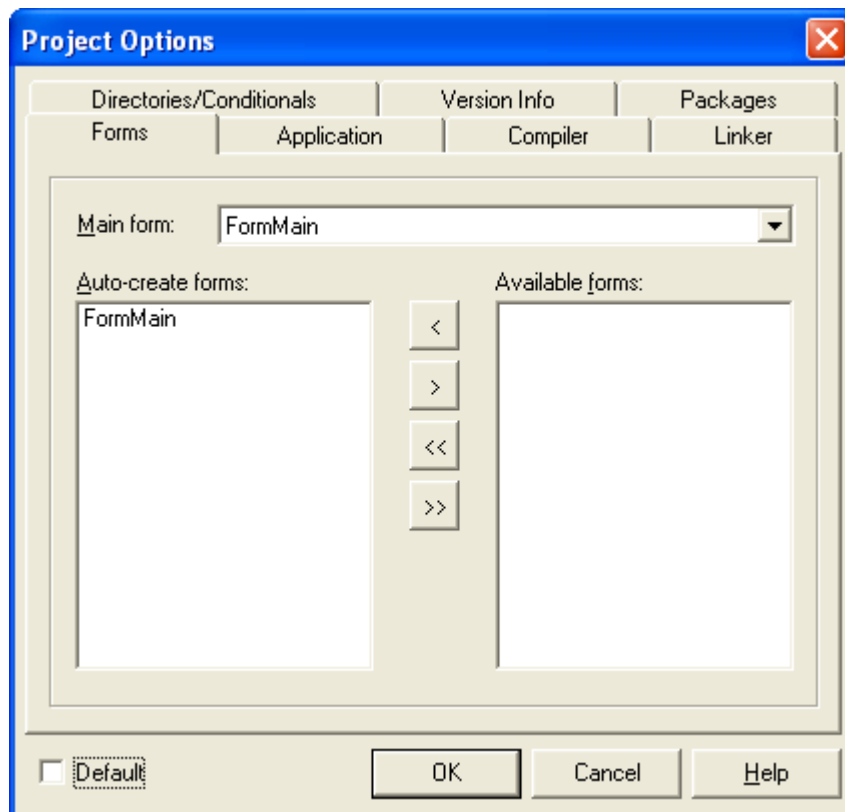 Project Options
Directories/Conditionals Version Info Packages
Forms Application Compiler Linker
Main form: FormMain
Auto-create forms: Available forms:
FormMain
<
>
<<
>>
Default OK Cancel Help